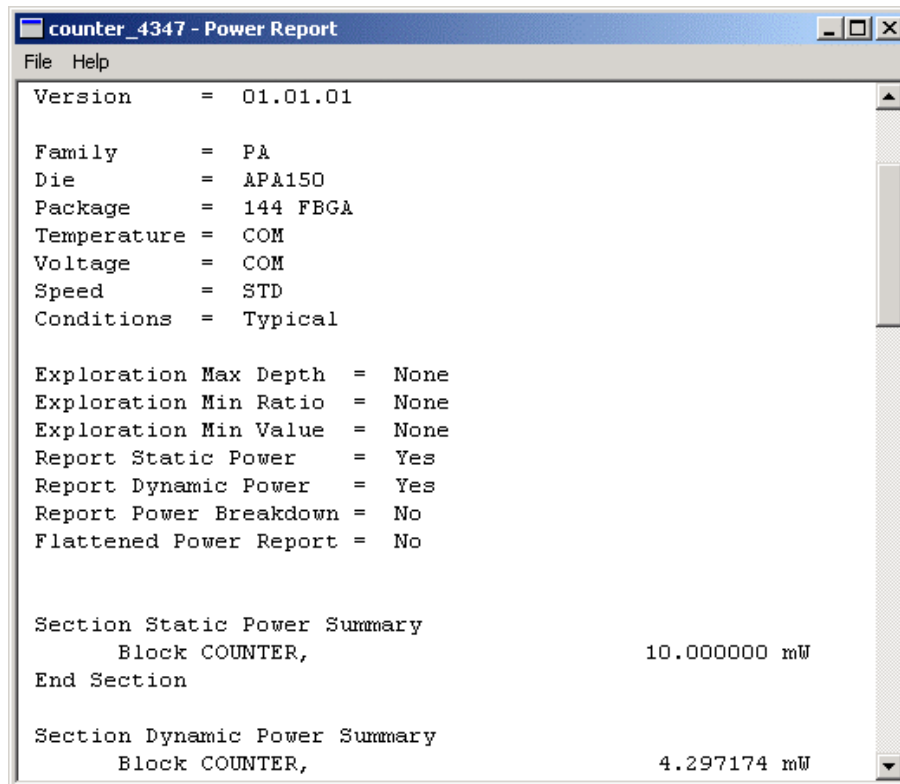 counter_4347 - Power Report
File Help
Version = 01.01.01
Family = PA
Die = APA150
Package = 144 FBGA
Temperature = COM
Voltage = COM
Speed = STD
Conditions = Typical
Exploration Max Depth = None
Exploration Min Ratio = None
Exploration Min Value = None
Report Static Power = Yes
Report Dynamic Power = Yes
Report Power Breakdown = No
Flattened Power Report = No
Section Static Power Summary
Block COUNTER, 10.000000 mW
End Section
Section Dynamic Power Summary
Block COUNTER, 4.297174 mW